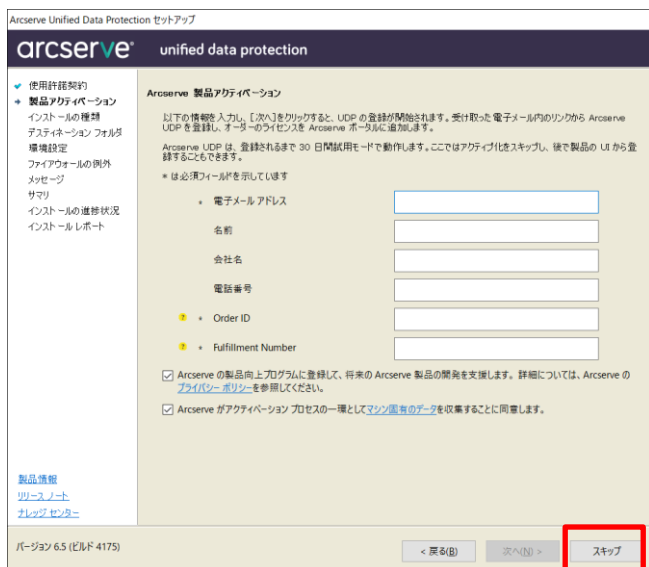 Arcserve Unified Data Protection セットアップ
arcserve® unified data protection
使用許諾契約
製品アクティベーション
インストールの種類
デスティネーション フォルダ
環境設定
ファイアウォールの例外
メッセージ
サマリ
インストールの進捗状況
インストール レポート
製品情報
リリース ノート
ナレッジ センター
Arcserve 製品アクティベーション
以下の情報を入力し、[次へ]をクリックすると、UDP の登録が開始されます。受け取った電子メール内のリンクから Arcserve
UDP を登録し、オーダーのライセンスを Arcserve ポータルに追加します。
Arcserve UDP は、登録されるまで 30 日間試用モードで動作します。ここではアクティブ化をスキップし、後で製品の UI から登
録することもできます。
* は必須フィールドを示しています
* 電子メール アドレス
名前
会社名
電話番号
? * Order ID
? * Fulfillment Number
Arcserve の製品向上プログラムに登録して、将来の Arcserve 製品の開発を支援します。詳細については、Arcserve の
プライバシー ポリシーを参照してください。
Arcserve がアクティベーション プロセスの一環としてマシン固有のデータを収集することに同意します。
バージョン 6.5 (ビルド 4175)
< 戻る(B)
次へ(N) >
スキップ